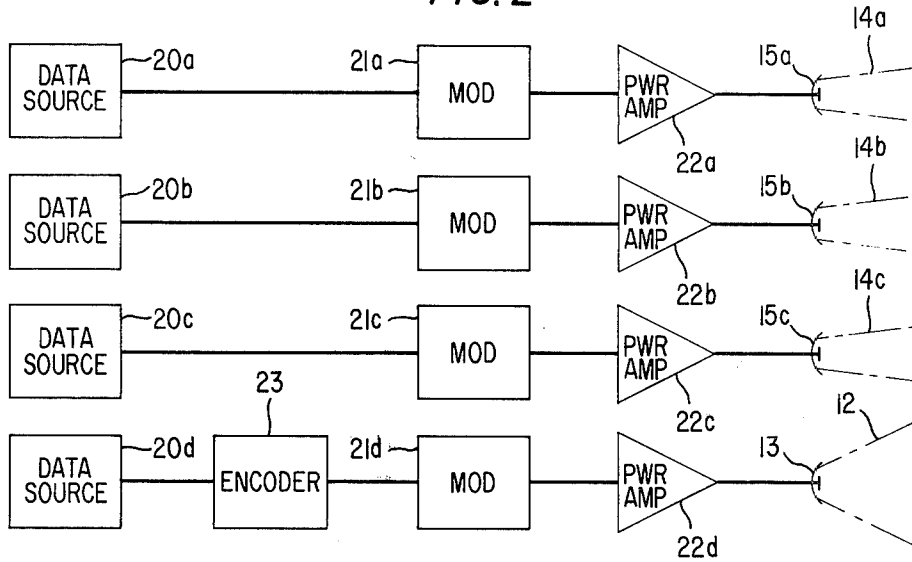 FIG. 2
14a
20a
21a
15a
DATA
SOURCE
MOD
PWR
AMP
22a
14b
20b
21b
15b
DATA
SOURCE
MOD
PWR
AMP
22b
14c
20c
21c
15c
DATA
SOURCE
MOD
PWR
AMP
22c
23
12
20d
21d
13
DATA
SOURCE
ENCODER
MOD
PWR
AMP
22d